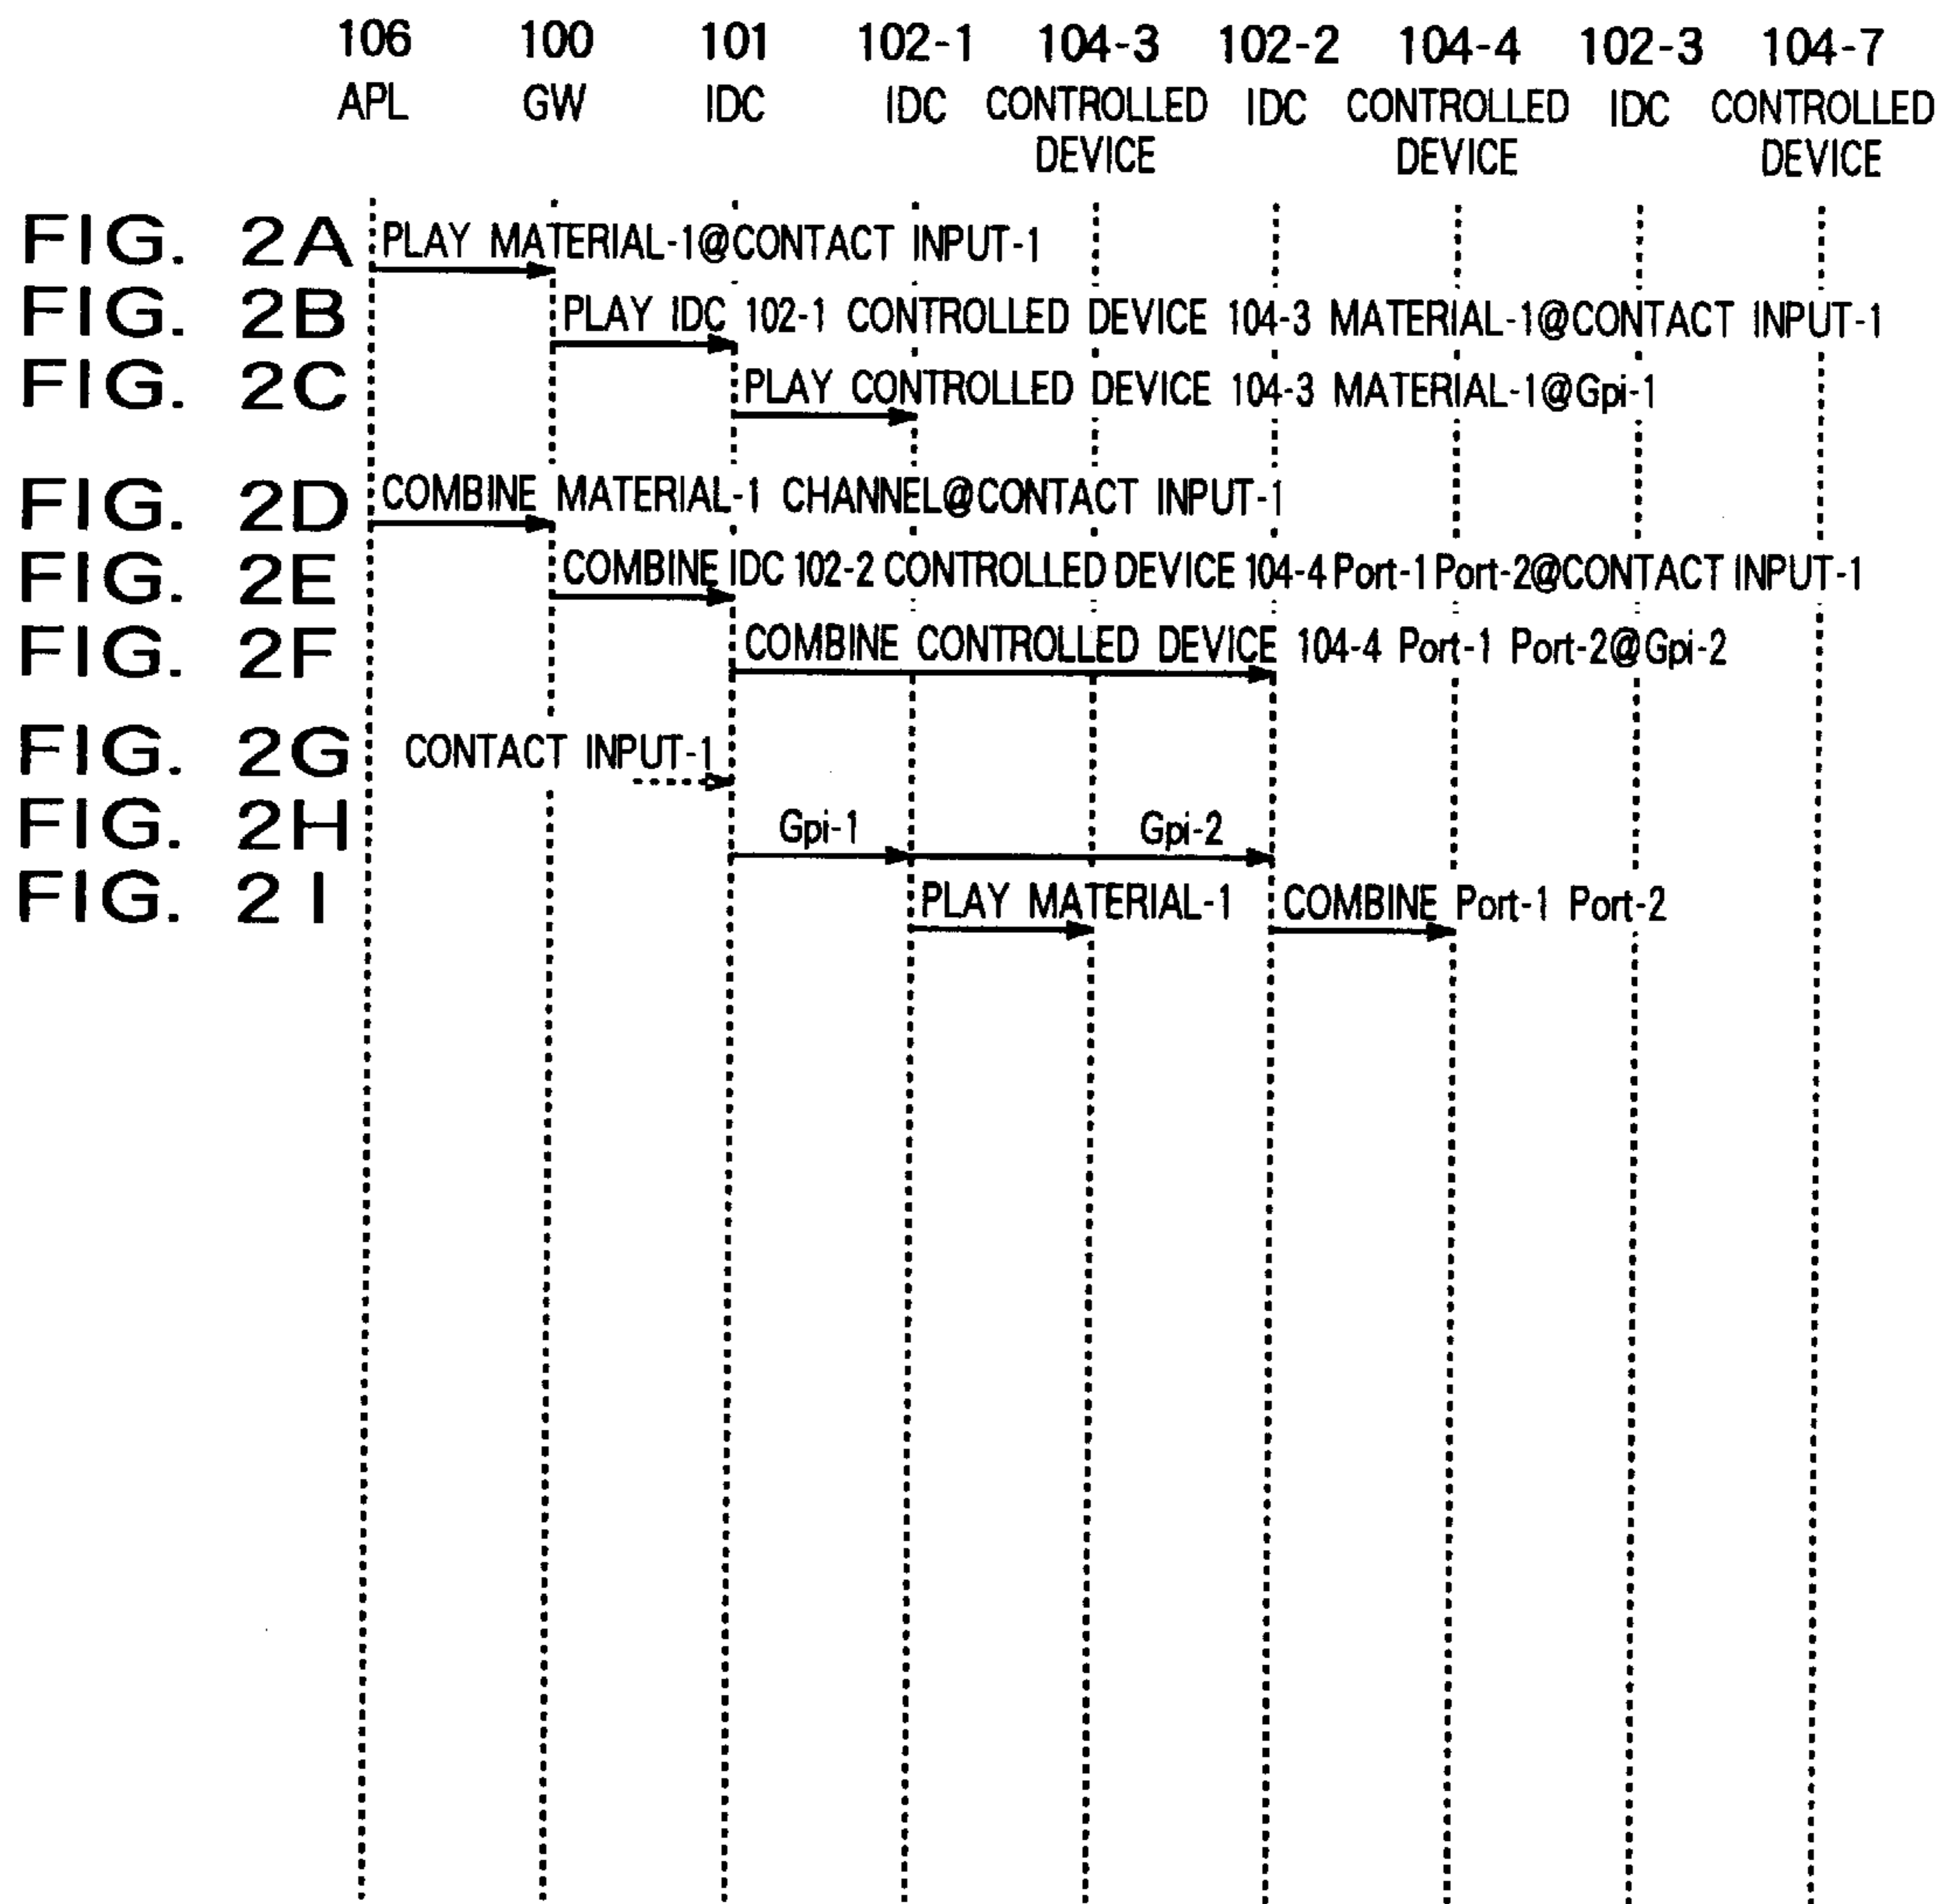 106 100 101 102-1 104-3 102-2 104-4 102-3 104-7
APL GW IDC IDC CONTROLLED IDC CONTROLLED IDC CONTROLLED
DEVICE DEVICE DEVICE
FIG. 2A PLAY MATERIAL-1@CONTACT INPUT-1
FIG. 2B PLAY IDC 102-1 CONTROLLED DEVICE 104-3 MATERIAL-1@CONTACT INPUT-1
FIG. 2C PLAY CONTROLLED DEVICE 104-3 MATERIAL-1@Gpi-1
FIG. 2D COMBINE MATERIAL-1 CHANNEL@CONTACT INPUT-1
FIG. 2E COMBINE IDC 102-2 CONTROLLED DEVICE 104-4 Port-1 Port-2@CONTACT INPUT-1
FIG. 2F COMBINE CONTROLLED DEVICE 104-4 Port-1 Port-2@Gpi-2
FIG. 2G CONTACT INPUT-1
FIG. 2H Gpi-1 Gpi-2
FIG. 2I PLAY MATERIAL-1 COMBINE Port-1 Port-2